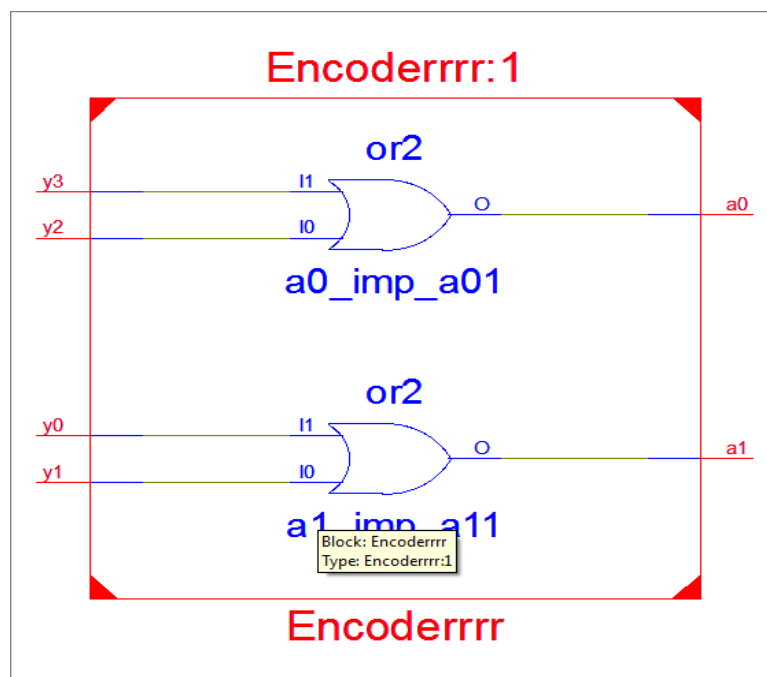 Encoderrrr:1
or2
y3 I1
O a0
y2 I0
a0_imp_a01
or2
y0 I1
O a1
y1 I0
a1_imp_a11
Block: Encoderrrr
Type: Encoderrrr:1
Encoderrrr